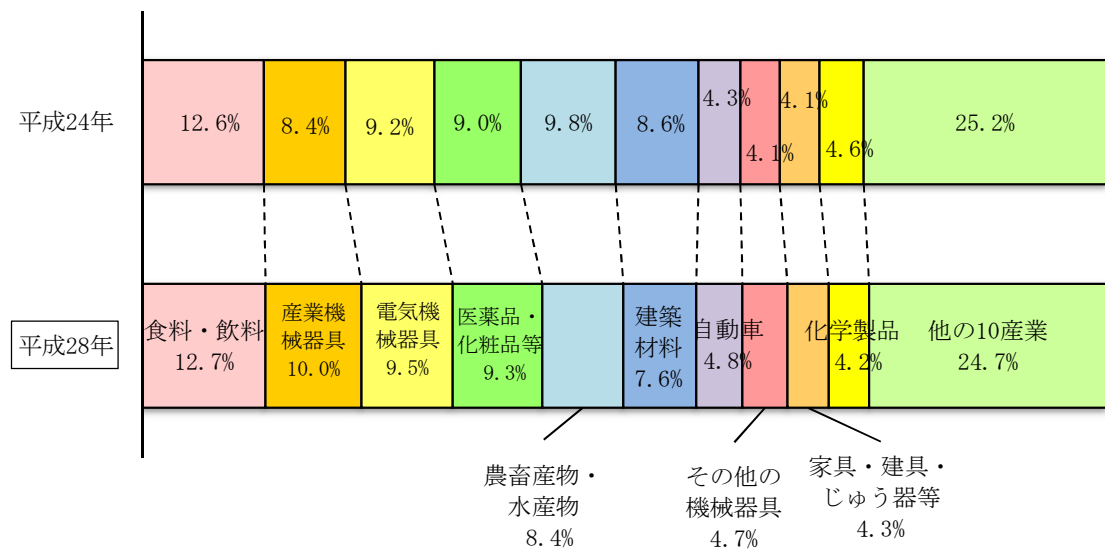 平成24年
12.6%
8.4%
9.2%
9.0%
9.8%
8.6%
4.3%
4.1%
4.1%
4.6%
25.2%
平成28年
食料・飲料
12.7%
産業機
械器具
10.0%
電気機
械器具
9.5%
医薬品・
化粧品等
9.3%
建築
材料
7.6%
自動車
4.8%
化学製品
4.2%
他の10産業
24.7%
農畜産物・
水産物
8.4%
その他の
機械器具
4.7%
家具・建具・
じゅう器等
4.3%